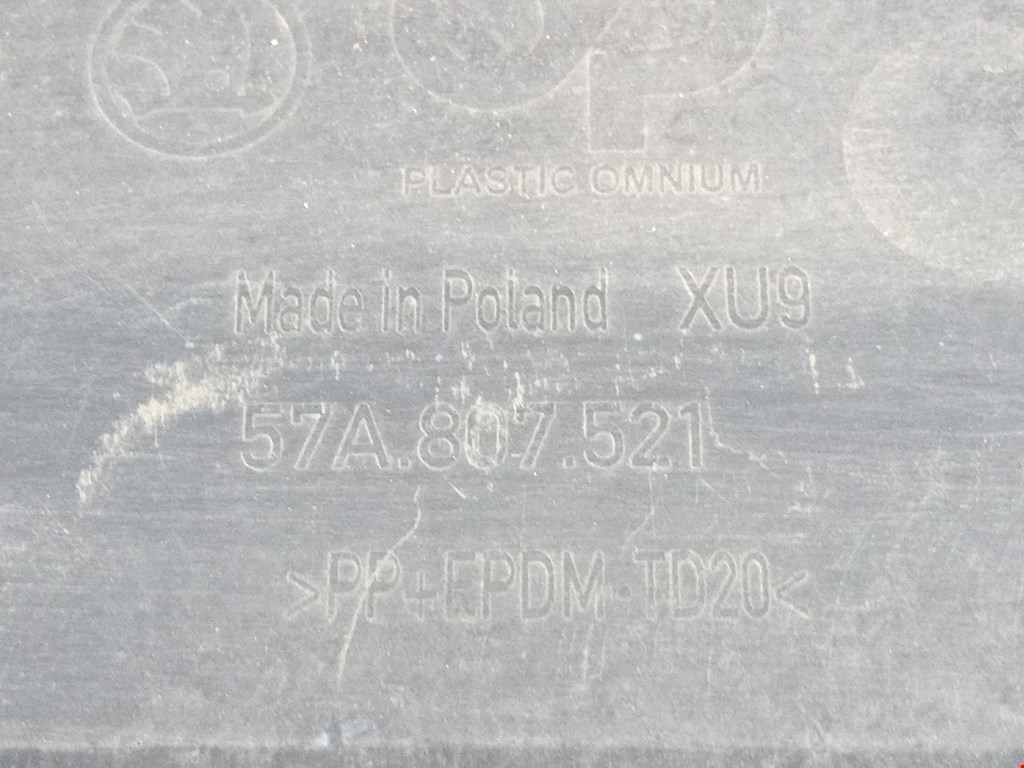 PLASTIC OMNIUM
Made in Poland XU9
57A.807.521
>PP+EPDM-TD20<